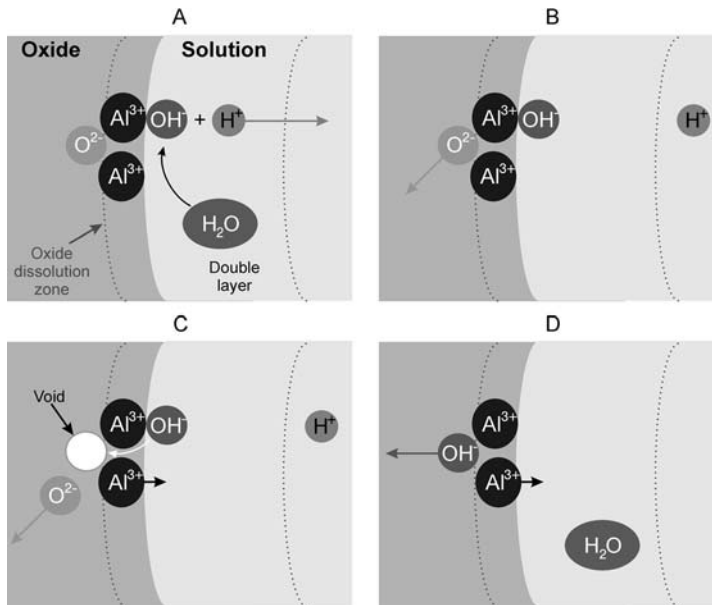 A
Oxide Solution
Al³⁺ OH⁻ + H⁺
O²⁻
Al³⁺
H₂O
Oxide
dissolution
zone
Double
layer
B
Al³⁺ OH⁻ H⁺
O²⁻
Al³⁺
C
Void
Al³⁺ OH⁻ H⁺
Al³⁺
O²⁻
D
Al³⁺
OH⁻
Al³⁺
H₂O